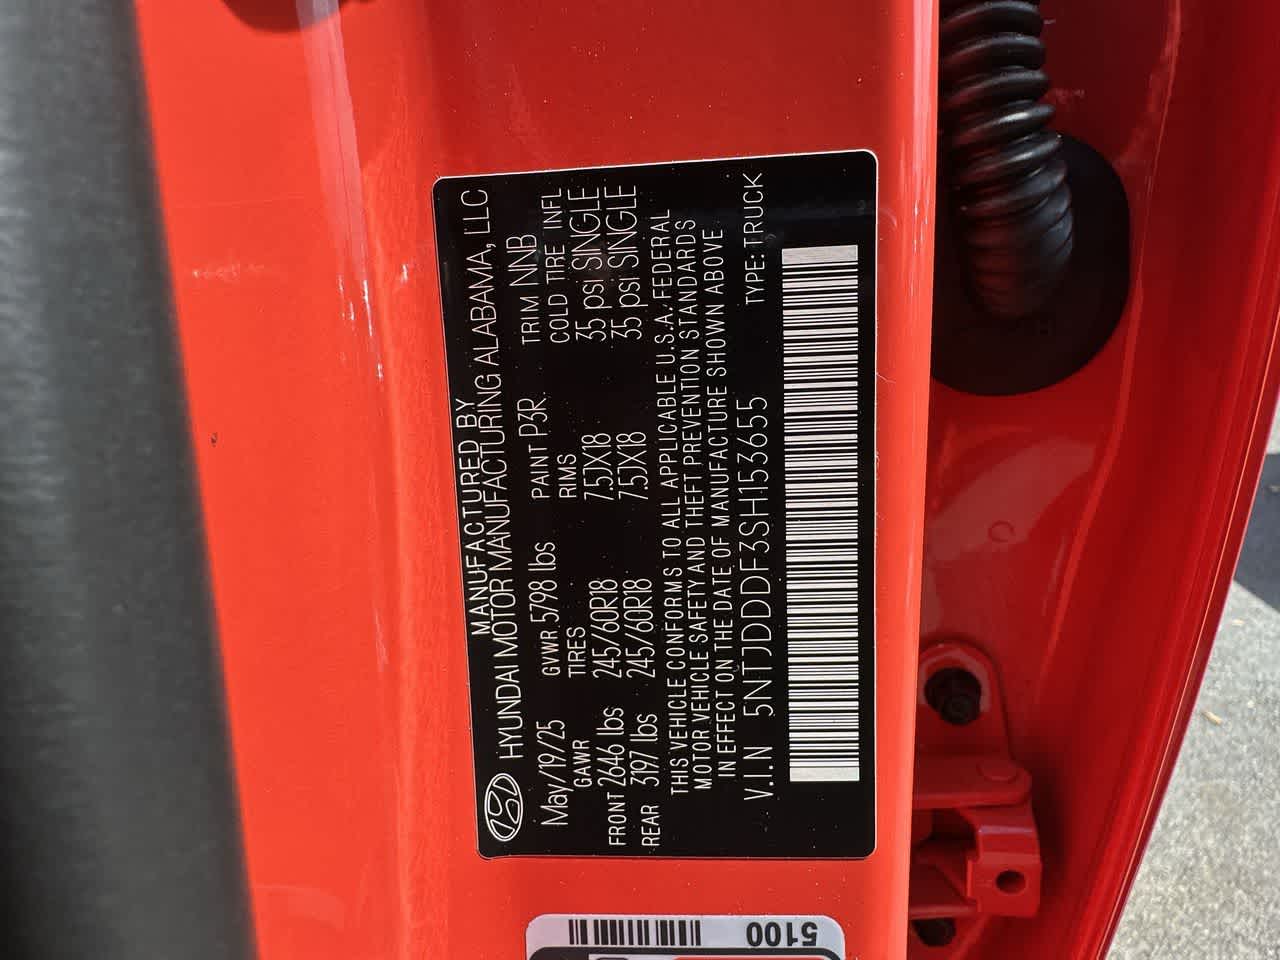 MANUFACTURED BY
HYUNDAI MOTOR MANUFACTURING ALABAMA, LLC
May/19/25 GVWR 5798 lbs PAINT P3R TRIM NNB
GAWR TIRES RIMS COLD TIRE INFL
FRONT 2646 lbs 245/60R18 7.5JX18 35 psi SINGLE
REAR 3197 lbs 245/60R18 7.5JX18 35 psi SINGLE
THIS VEHICLE CONFORMS TO ALL APPLICABLE U.S.A. FEDERAL
MOTOR VEHICLE SAFETY AND THEFT PREVENTION STANDARDS
IN EFFECT ON THE DATE OF MANUFACTURE SHOWN ABOVE
V.I.N 5NTJDDDF3SH153655 TYPE:TRUCK
5100